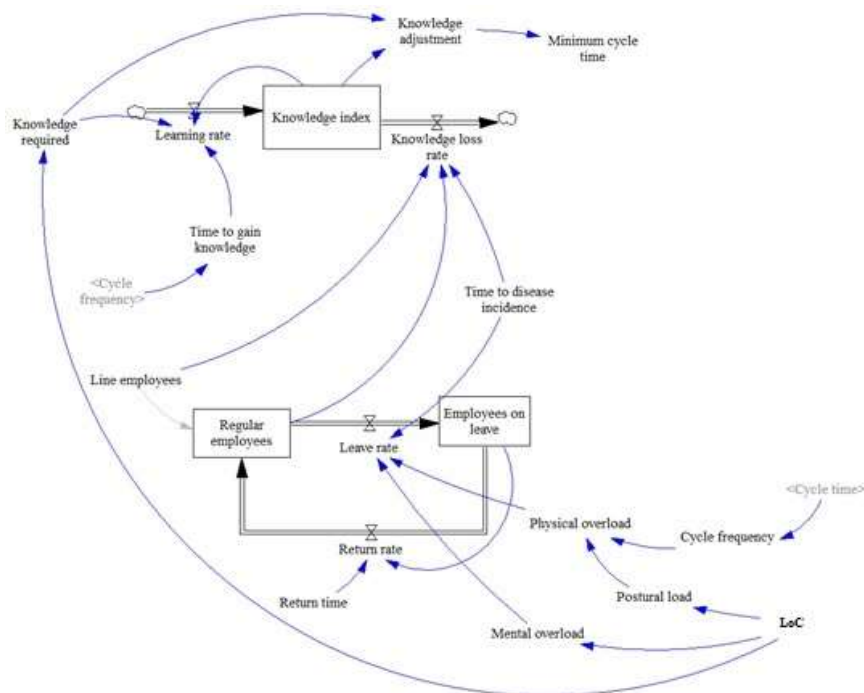 Knowledge
adjustment
Minimum cycle
time
Knowledge
required
Learning rate
Knowledge index
Knowledge loss
rate
Time to gain
knowledge
<Cycle
frequency>
Time to disease
incidence
Line employees
Regular
employees
Employees on
leave
Leave rate
<Cycle time>
Physical overload
Cycle frequency
Return rate
Return time
Postural load
Mental overload
LoC